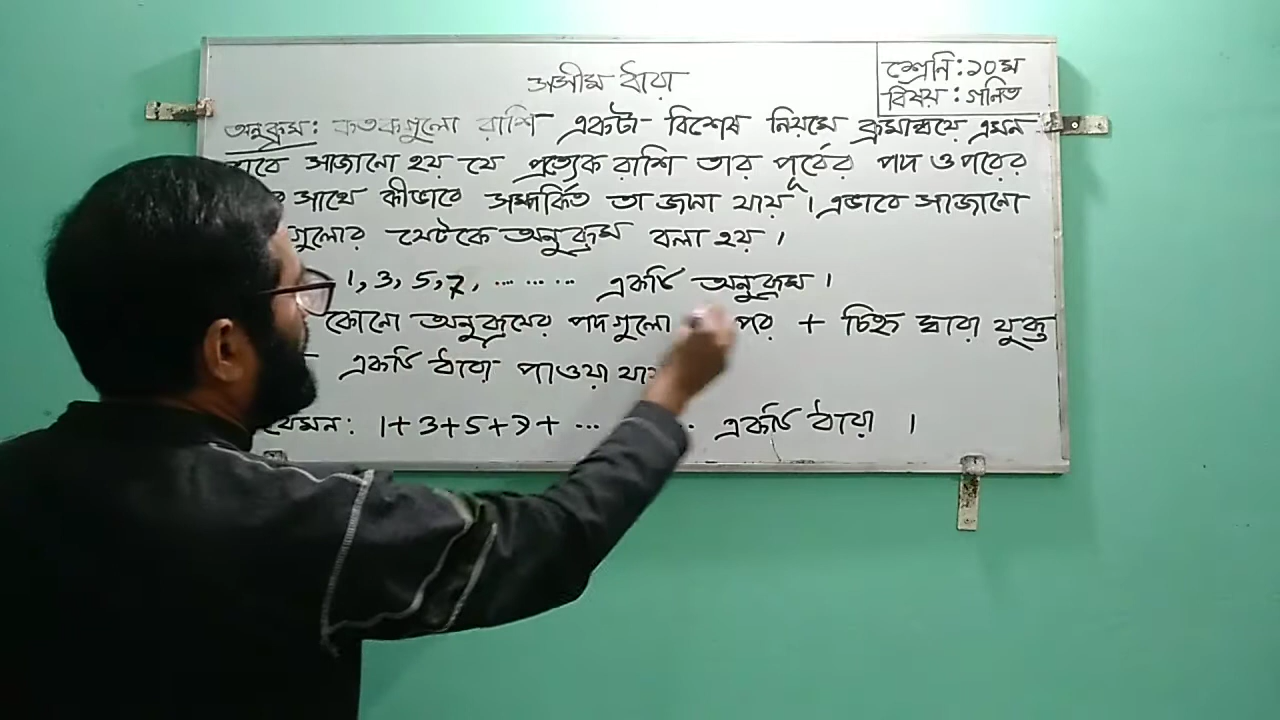 অসীম ধারা
শ্রেনি: ১০ম
বিষয়: গনিত
অনুক্রম: কতকগুলো রাশি একটা বিশেষ নিয়মে ক্রমান্বয়ে এমন
ভাবে সাজানো হয় যে প্রত্যেক রাশি তার পূর্বের পদ ও পরের
সাথে কীভাবে সম্পর্কিত তা জানা যায়। এভাবে সাজানো
গুলোর সেটকে অনুক্রম বলা হয়।
1, 3, 5, 7, ... ... ... একটি অনুক্রম।
কোনো অনুক্রমের পদগুলো পর + চিহ্ন দ্বারা যুক্ত
একটি ধারা পাওয়া যায়
যেমন: 1+3+5+7+ ... একটি ধারা ।